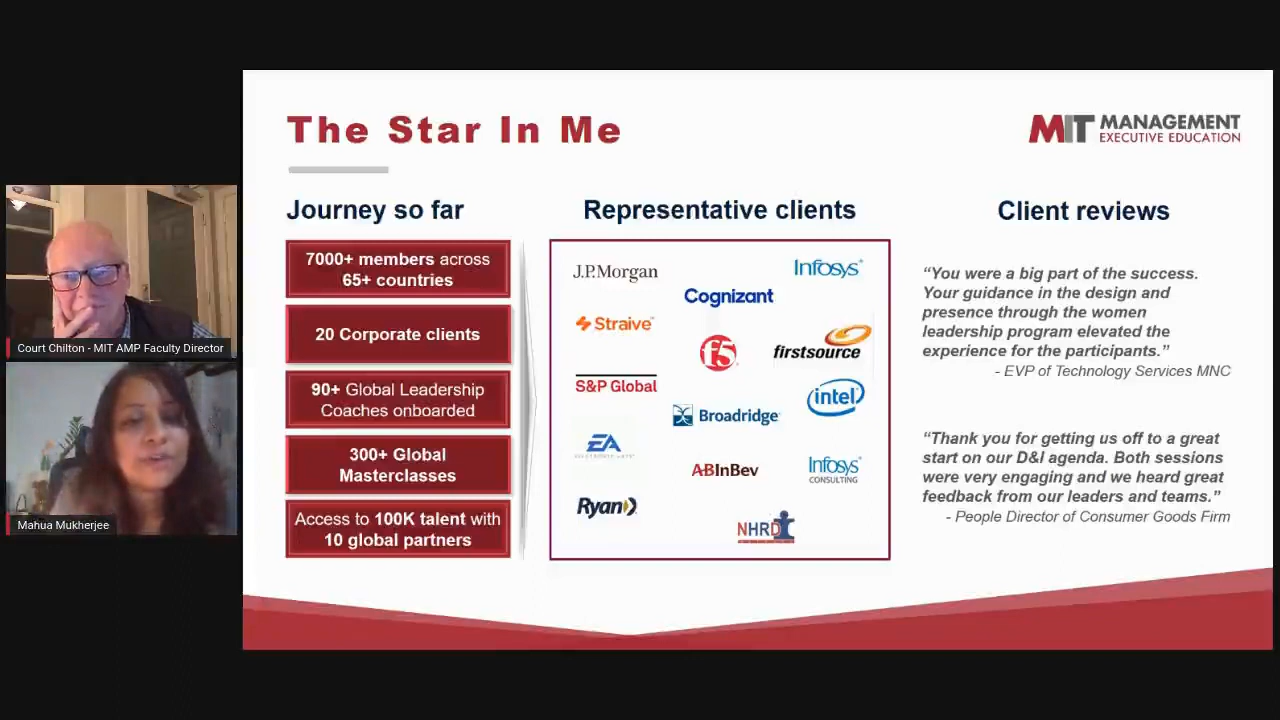 The Star In Me
MIT MANAGEMENT
EXECUTIVE EDUCATION
Journey so far
7000+ members across
65+ countries
20 Corporate clients
90+ Global Leadership
Coaches onboarded
300+ Global
Masterclasses
Access to 100K talent with
10 global partners
Representative clients
J.P.Morgan
Infosys
Cognizant
Straive
f5
firstsource
S&P Global
intel
Broadridge
EA
ABInBev
Infosys
CONSULTING
Ryan
NHRD
Client reviews
“You were a big part of the success.
Your guidance in the design and
presence through the women
leadership program elevated the
experience for the participants.”
- EVP of Technology Services MNC
“Thank you for getting us off to a great
start on our D&I agenda. Both sessions
were very engaging and we heard great
feedback from our leaders and teams.”
- People Director of Consumer Goods Firm
Court Chilton - MIT AMP Faculty Director
Mahua Mukherjee